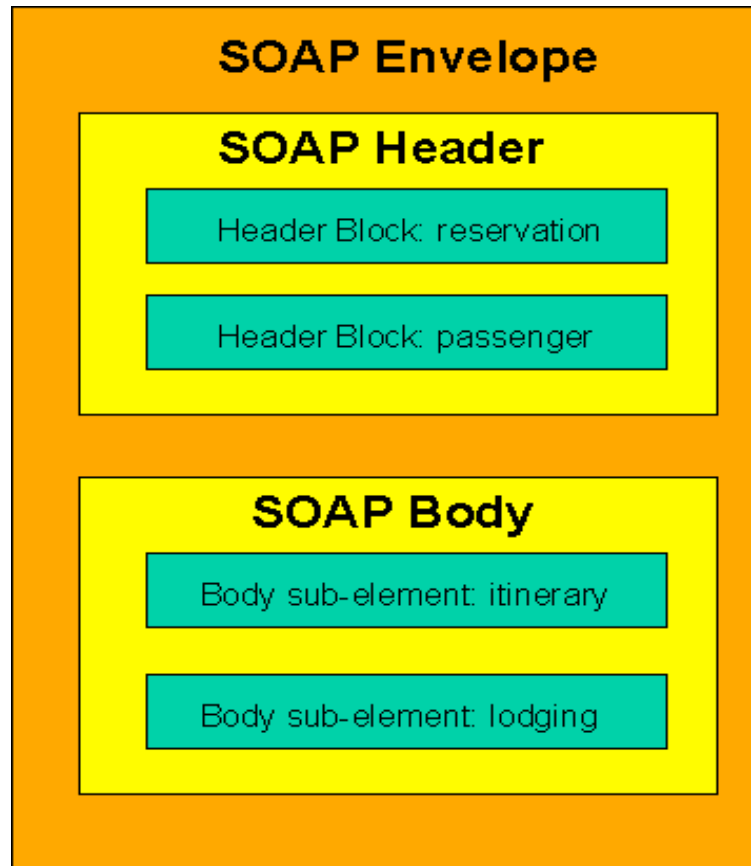 SOAP Envelope
SOAP Header
Header Block: reservation
Header Block: passenger
SOAP Body
Body sub-element: itinerary
Body sub-element: lodging